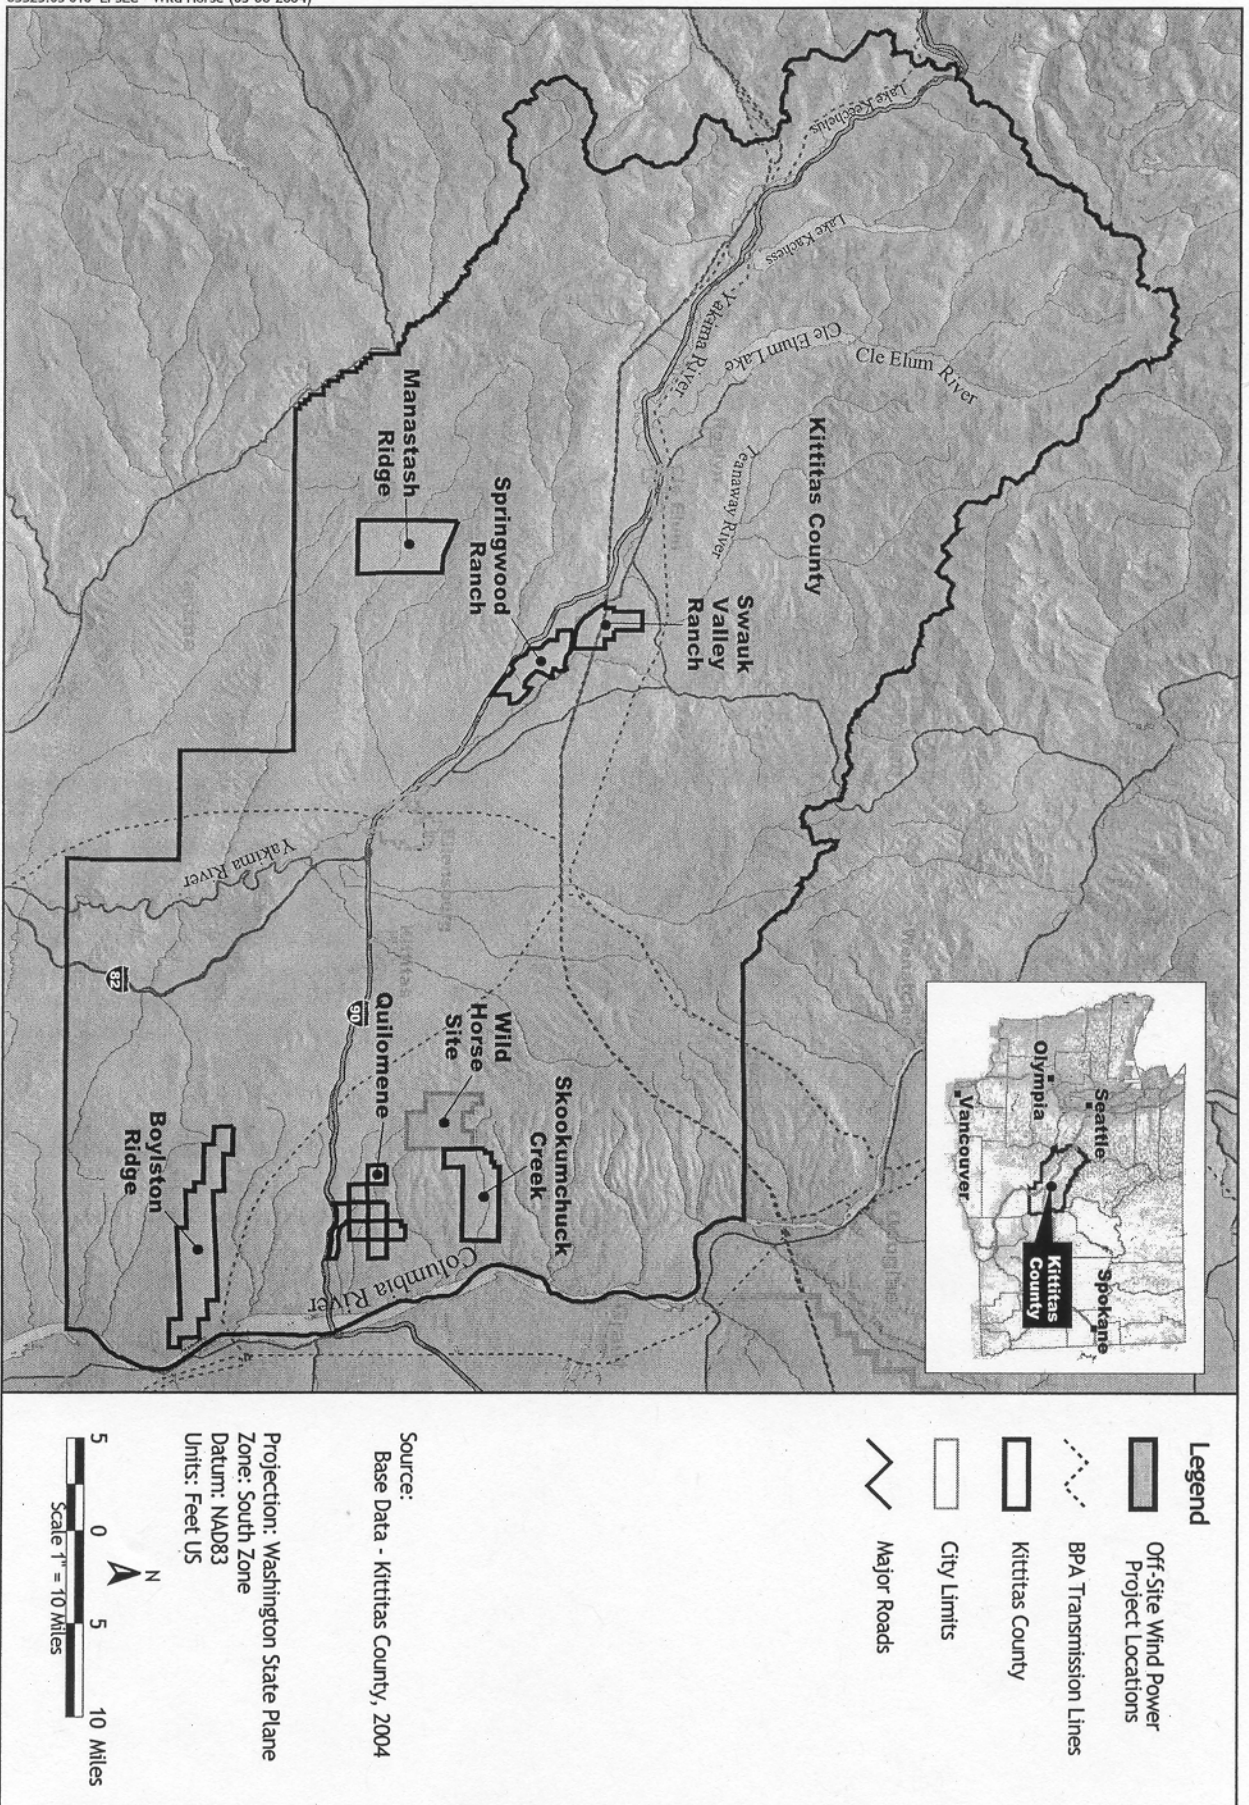 Lake Keechelus
Lake Kachess
Cle Elum Lake
Cle Elum River
Yakima River
Teanaway River
Kittitas County
Swauk
Valley
Ranch
Springwood
Ranch
Manastash
Ridge
Cle Elum
Ellensburg
Kittitas
Yakima River
82
90
Wild
Horse
Site
Quilomene
Skookumchuck
Creek
Boylston
Ridge
Columbia River
Seattle
Olympia
Vancouver
Spokane
Kittitas
County
Legend
Off-Site Wind Power
Project Locations
BPA Transmission Lines
Kittitas County
City Limits
Major Roads
Source:
Base Data - Kittitas County, 2004
Projection: Washington State Plane
Zone: South Zone
Datum: NAD83
Units: Feet US
N
5 0 5 10 Miles
Scale 1" = 10 Miles